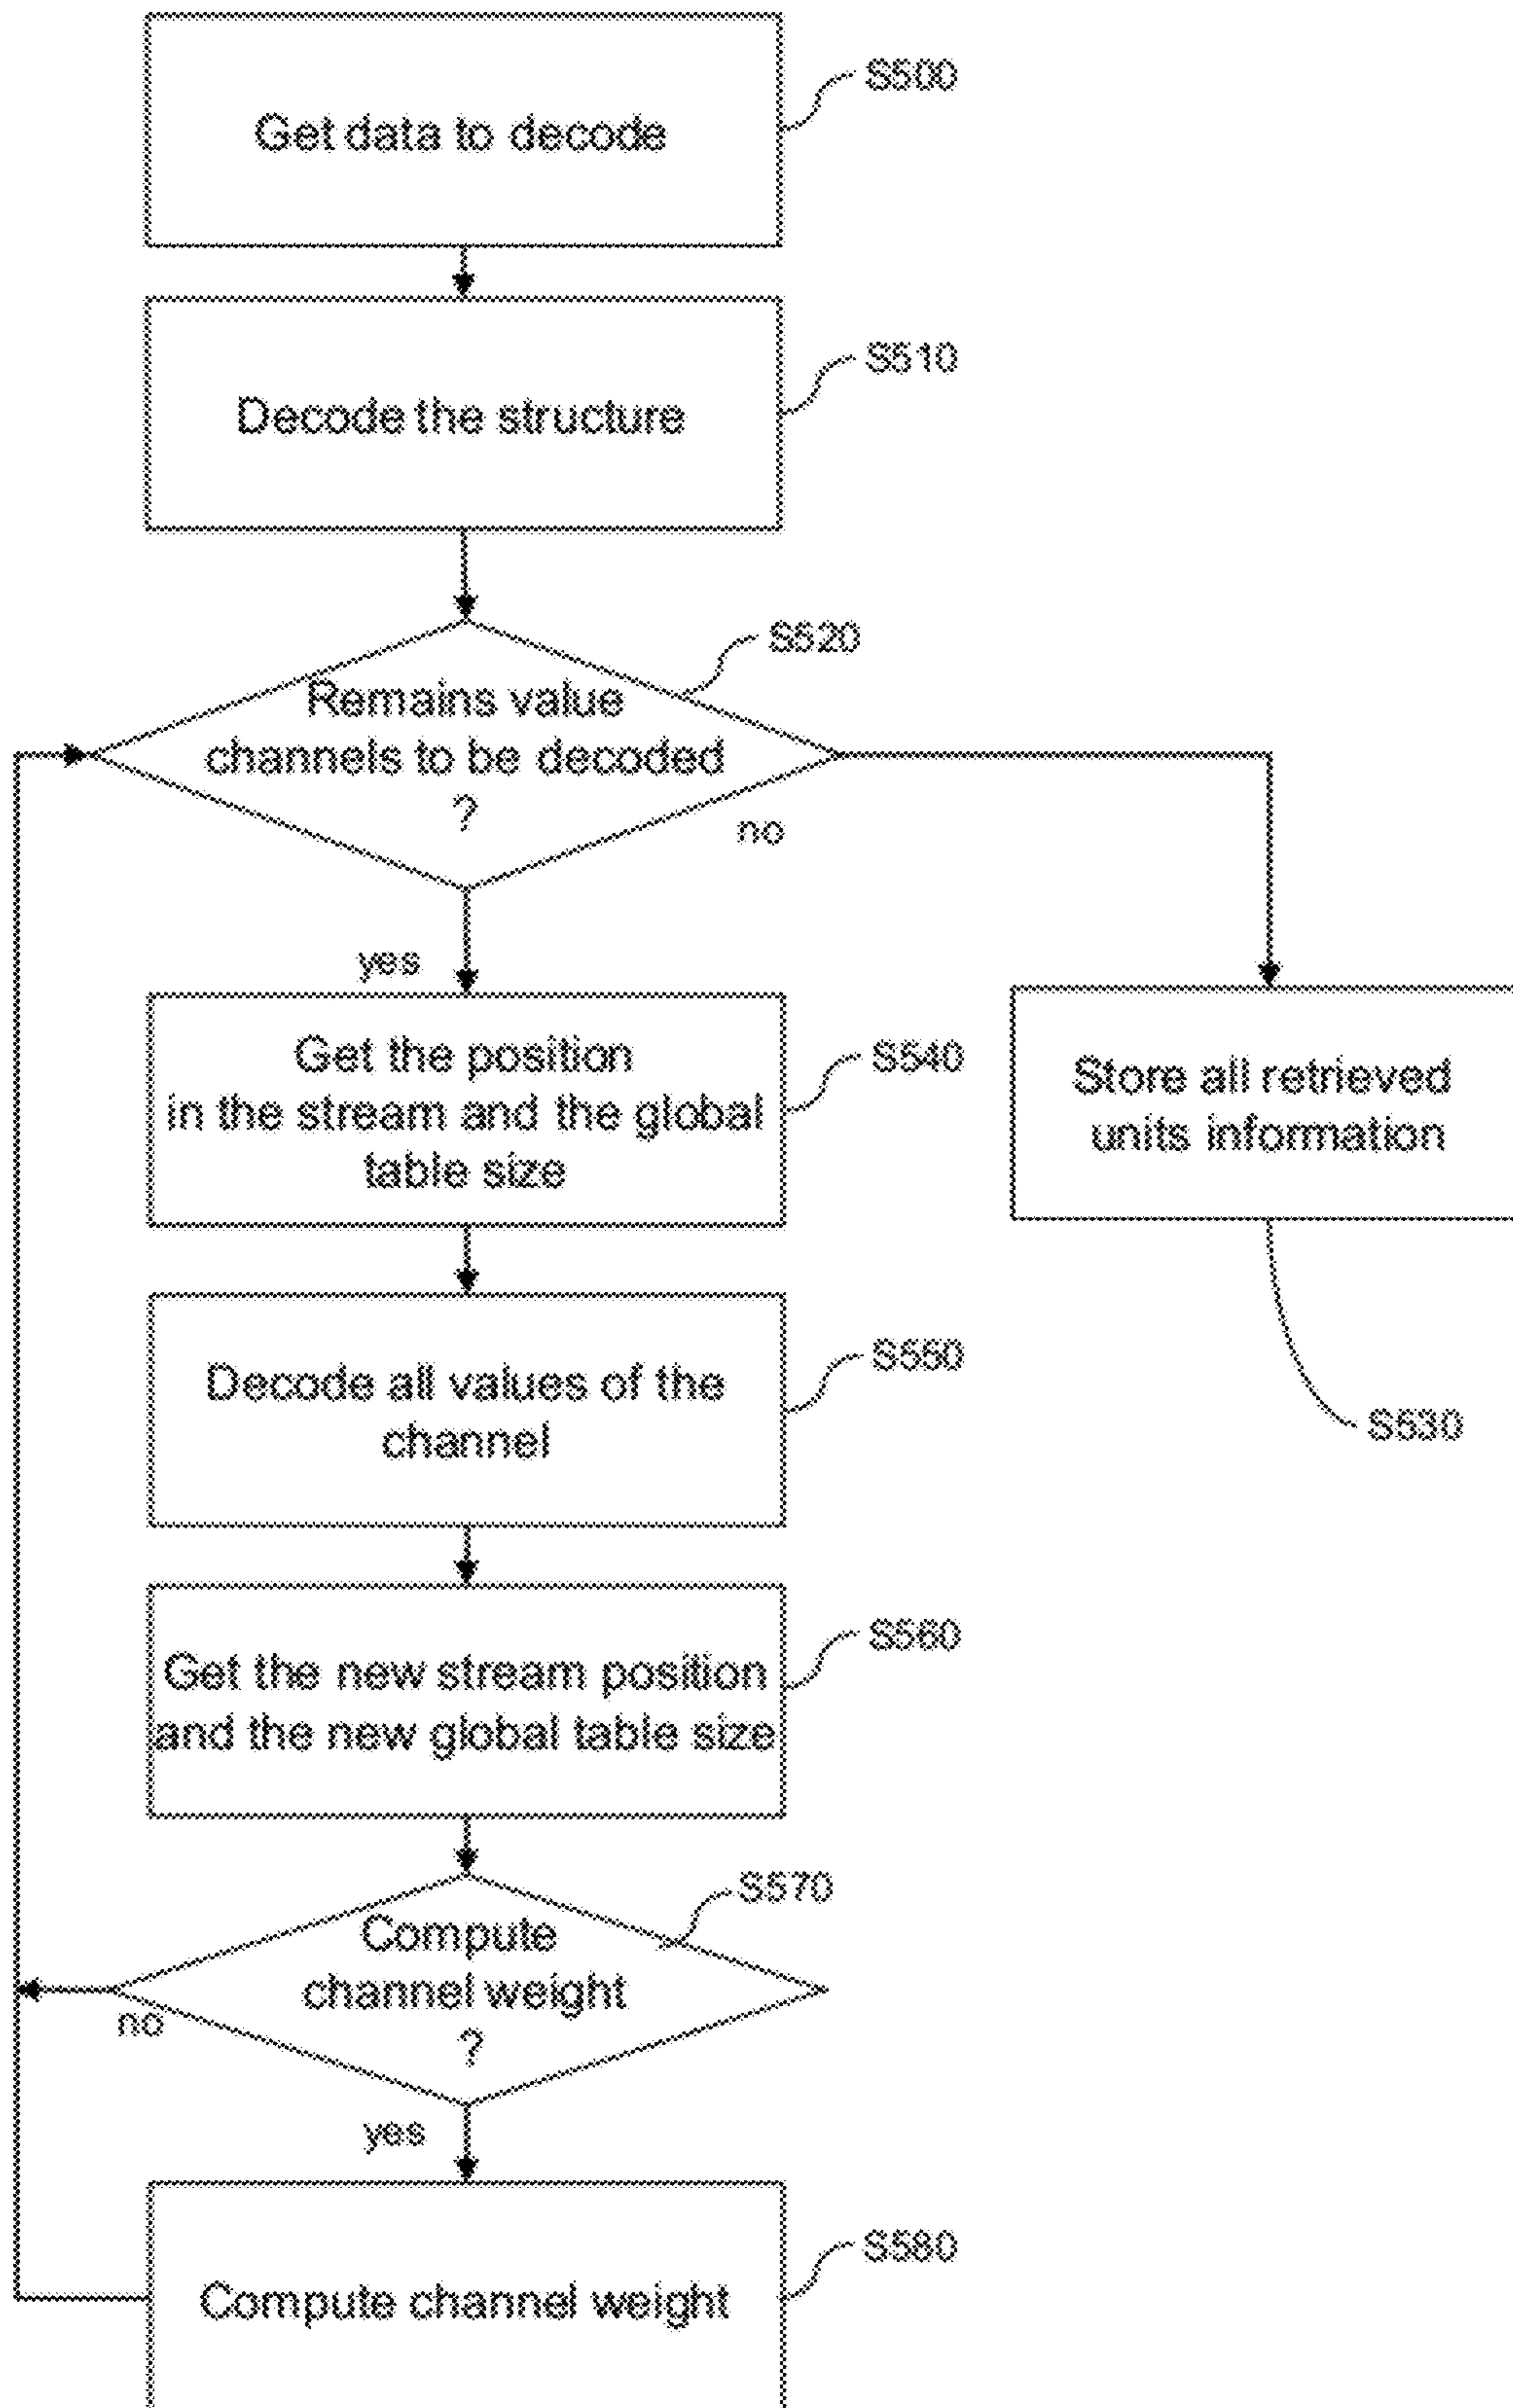 Get data to decode
S500
Decode the structure
S510
S520
Remains value
channels to be decoded
?
no
yes
Get the position
in the stream and the global
table size
S540
Store all retrieved
units information
S530
Decode all values of the
channel
S550
Get the new stream position
and the new global table size
S560
S570
Compute
channel weight
?
no
yes
Compute channel weight
S580